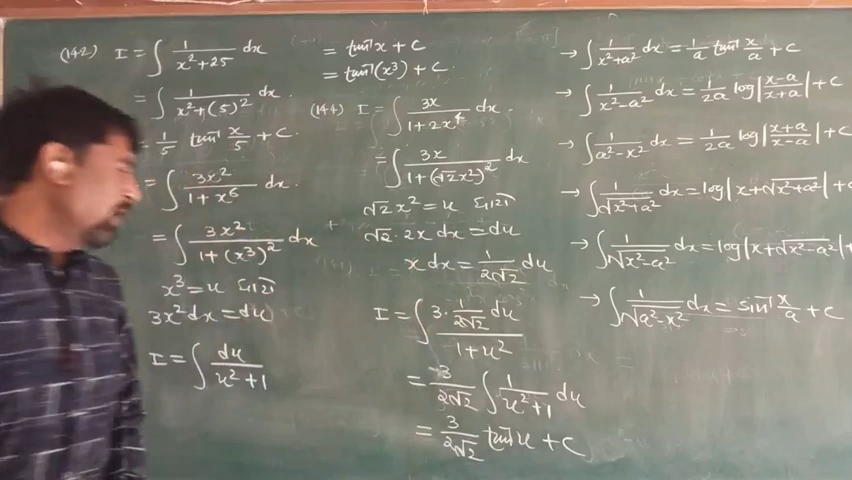 (142) I = ∫ 1/(x²+25) dx
= ∫ 1/(x²+(5)²) dx
= 1/5 tan⁻¹ x/5 + c
= ∫ 3x²/(1+x⁶) dx.
= ∫ 3x²/(1+(x³)²) dx
x³ = u
3x² dx = du
I = ∫ du/(u²+1)
= tan⁻¹x + c
= tan⁻¹(x³) + c.
(144) I = ∫ 3x/(1+2x⁴) dx.
= ∫ 3x/(1+(√2x²)²) dx
√2x² = u
√2·2x dx = du
x dx = 1/(2√2) du
I = ∫ (3·1/(2√2) du)/(1+u²)
= 3/(2√2) ∫ 1/(u²+1) du
= 3/(2√2) tan⁻¹u + c
→ ∫ 1/(x²+a²) dx = 1/a tan⁻¹ x/a + c
→ ∫ 1/(x²-a²) dx = 1/2a log|(x-a)/(x+a)| + c
→ ∫ 1/(a²-x²) dx = 1/2a log|(x+a)/(x-a)| + c
→ ∫ 1/√(x²+a²) dx = log|x+√(x²+a²)| +
→ ∫ 1/√(x²-a²) dx = log|x+√(x²-a²)| +
→ ∫ 1/√(a²-x²) dx = sin⁻¹ x/a + c